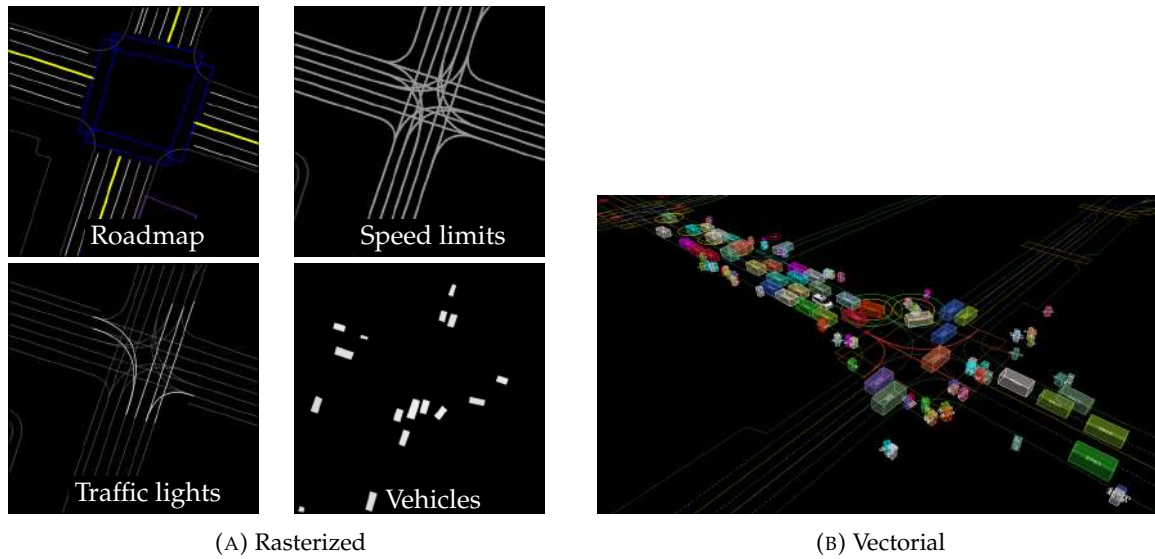 Roadmap
Speed limits
Traffic lights
Vehicles
(A) Rasterized
(B) Vectorial